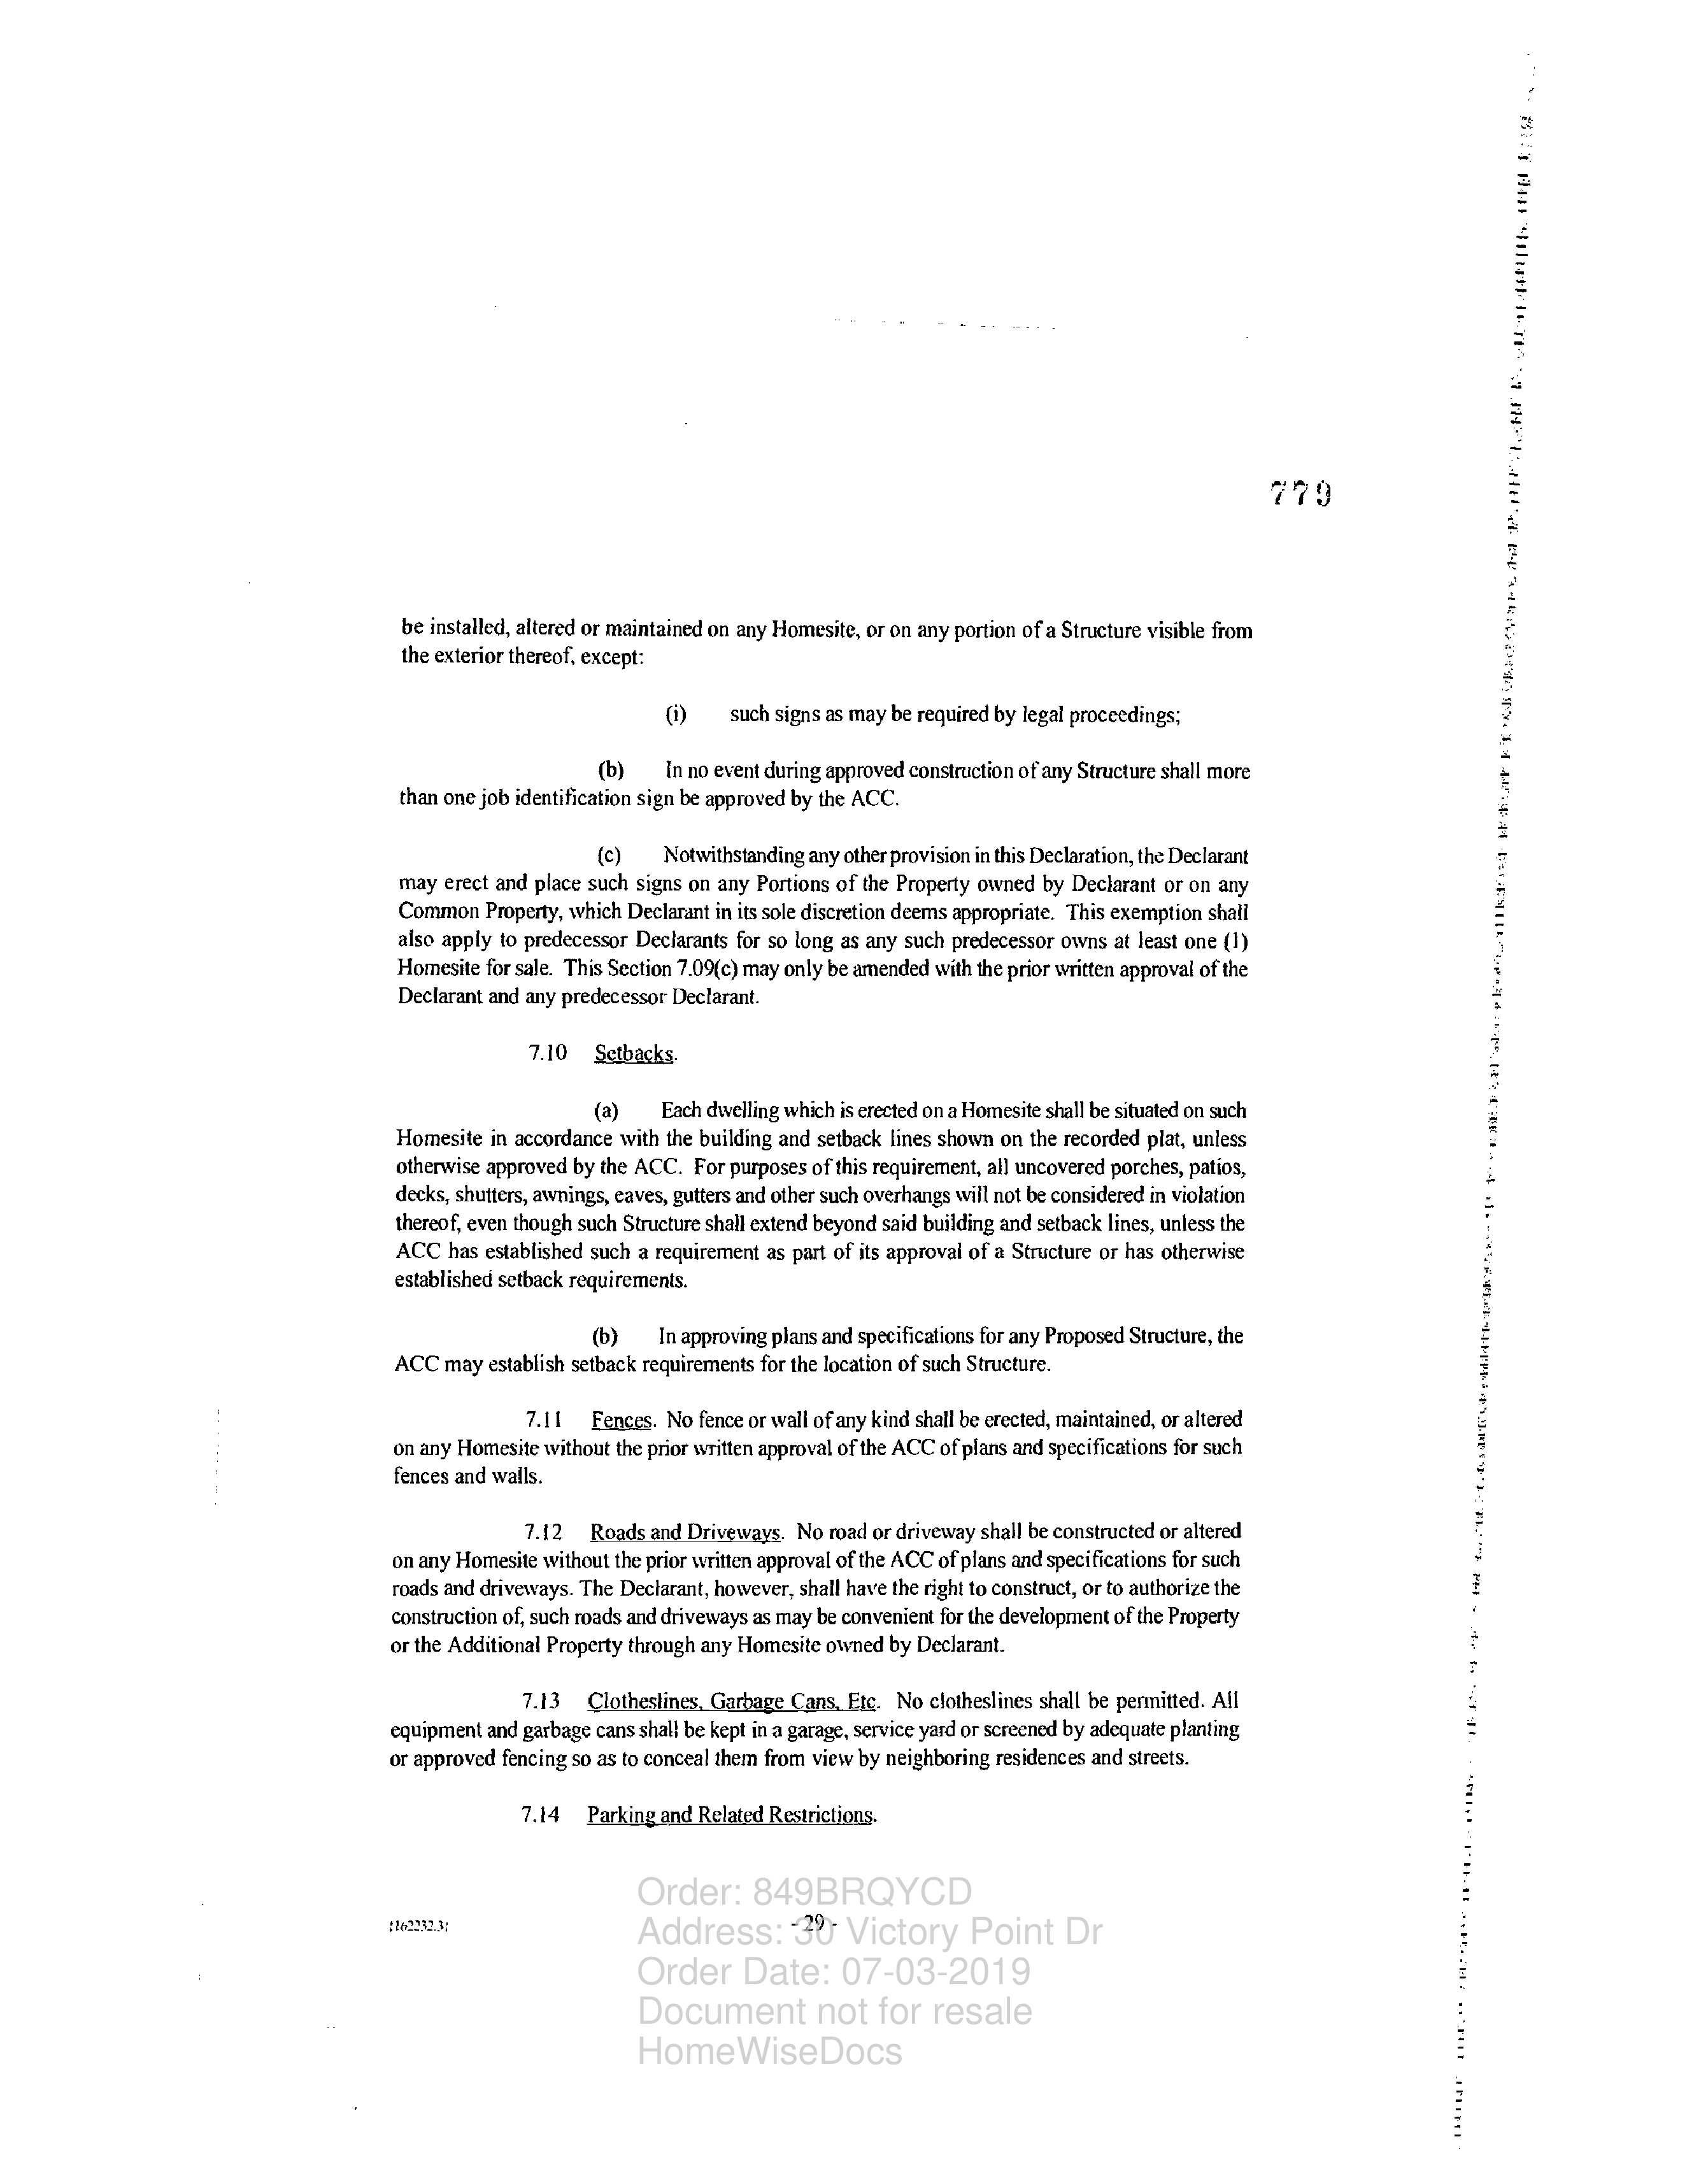 779
be installed, altered or maintained on any Homesite, or on any portion of a Structure visible from
the exterior thereof, except:
(i) such signs as may be required by legal proceedings;
(b) In no event during approved construction of any Structure shall more
than one job identification sign be approved by the ACC.
(c) Notwithstanding any other provision in this Declaration, the Declarant
may erect and place such signs on any Portions of the Property owned by Declarant or on any
Common Property, which Declarant in its sole discretion deems appropriate. This exemption shall
also apply to predecessor Declarants for so long as any such predecessor owns at least one (1)
Homesite for sale. This Section 7.09(c) may only be amended with the prior written approval of the
Declarant and any predecessor Declarant.
7.10 Setbacks.
(a) Each dwelling which is erected on a Homesite shall be situated on such
Homesite in accordance with the building and setback lines shown on the recorded plat, unless
otherwise approved by the ACC. For purposes of this requirement, all uncovered porches, patios,
decks, shutters, awnings, eaves, gutters and other such overhangs will not be considered in violation
thereof, even though such Structure shall extend beyond said building and setback lines, unless the
ACC has established such a requirement as part of its approval of a Structure or has otherwise
established setback requirements.
(b) In approving plans and specifications for any Proposed Structure, the
ACC may establish setback requirements for the location of such Structure.
7.11 Fences. No fence or wall of any kind shall be erected, maintained, or altered
on any Homesite without the prior written approval of the ACC of plans and specifications for such
fences and walls.
7.12 Roads and Driveways. No road or driveway shall be constructed or altered
on any Homesite without the prior written approval of the ACC of plans and specifications for such
roads and driveways. The Declarant, however, shall have the right to construct, or to authorize the
construction of, such roads and driveways as may be convenient for the development of the Property
or the Additional Property through any Homesite owned by Declarant.
7.13 Clotheslines, Garbage Cans, Etc. No clotheslines shall be permitted. All
equipment and garbage cans shall be kept in a garage, service yard or screened by adequate planting
or approved fencing so as to conceal them from view by neighboring residences and streets.
7.14 Parking and Related Restrictions.
{162232.3}
- 29 -
Order: 849BRQYCD
Address: 30 Victory Point Dr
Order Date: 07-03-2019
Document not for resale
HomeWiseDocs